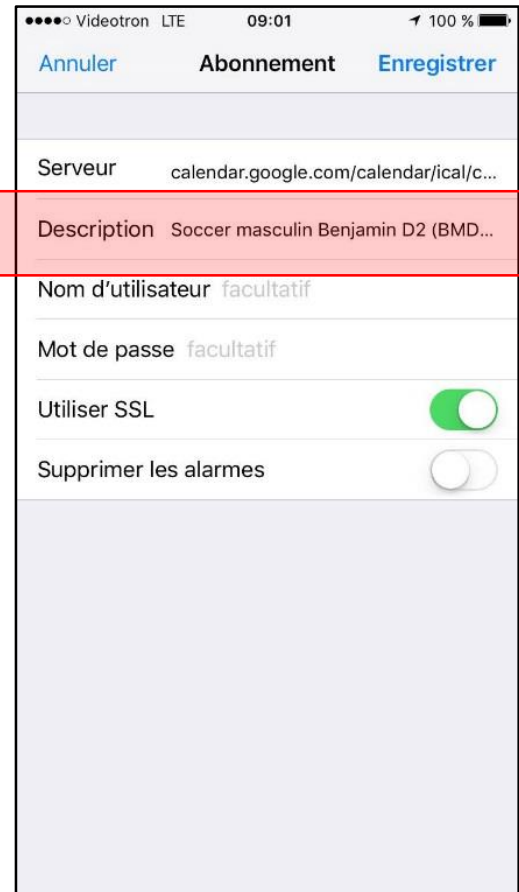 Videotron LTE 09:01 100 %
Annuler Abonnement Enregistrer
Serveur calendar.google.com/calendar/ical/c...
Description Soccer masculin Benjamin D2 (BMD...
Nom d'utilisateur facultatif
Mot de passe facultatif
Utiliser SSL
Supprimer les alarmes